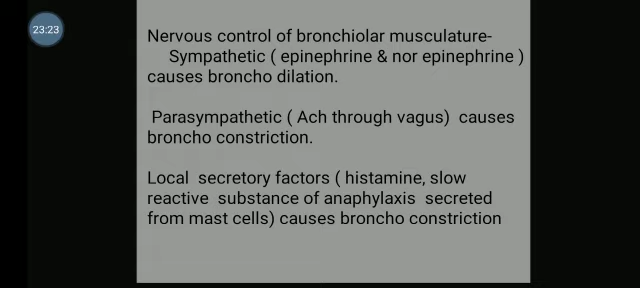 23:23
Nervous control of bronchiolar musculature-
Sympathetic ( epinephrine & nor epinephrine )
causes broncho dilation.
Parasympathetic ( Ach through vagus) causes
broncho constriction.
Local secretory factors ( histamine, slow
reactive substance of anaphylaxis secreted
from mast cells) causes broncho constriction